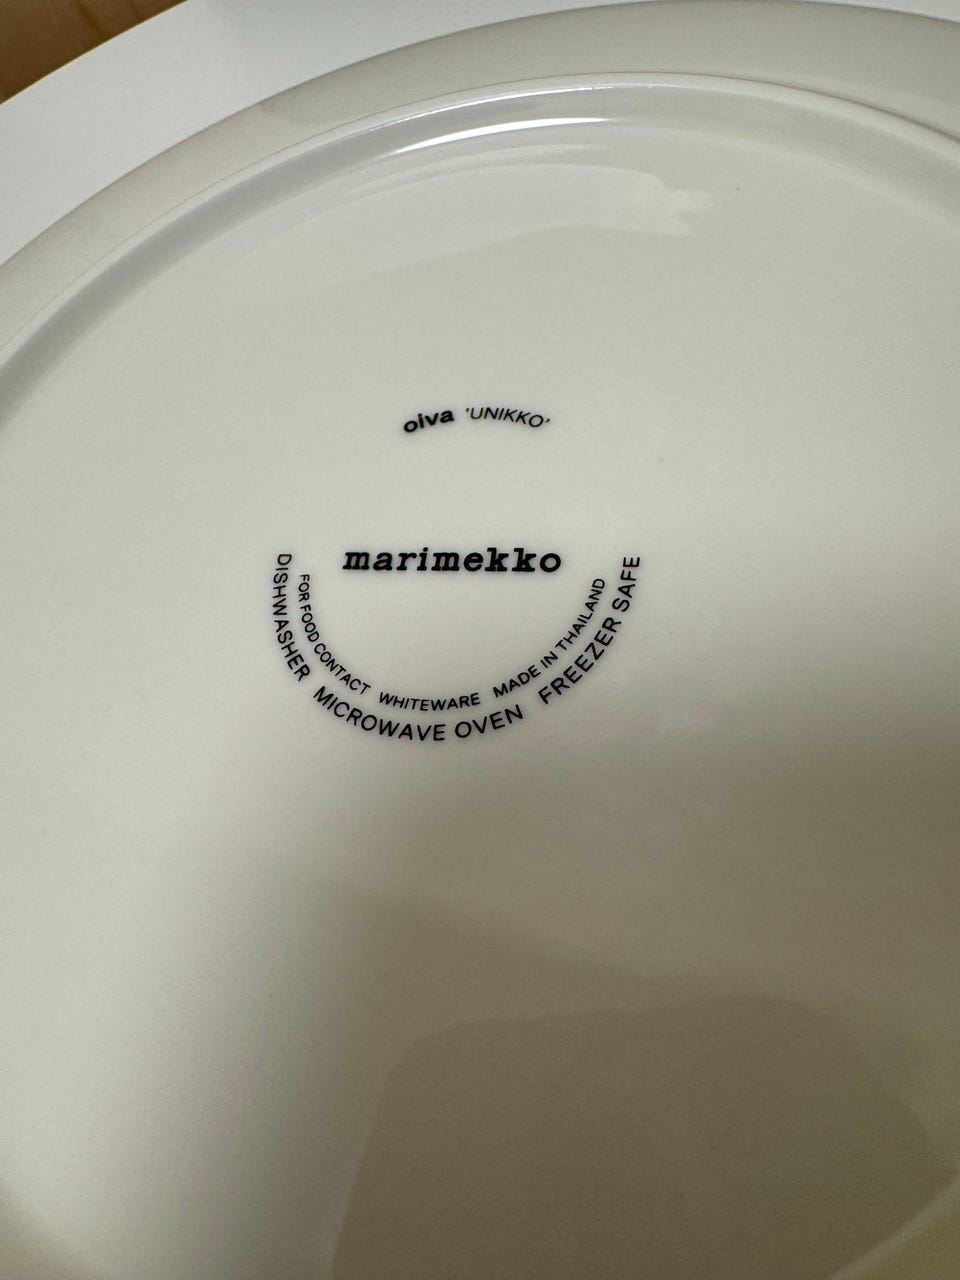 oiva 'UNIKKO'
marimekko
FOR FOOD CONTACT WHITEWARE MADE IN THAILAND
DISHWASHER MICROWAVE OVEN FREEZER SAFE